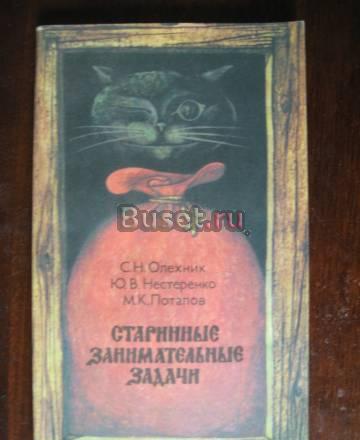 Buset.ru
С.Н. Олехник
Ю.В. Нестеренко
М.К. Потапов
СТАРИННЫЕ
ЗАНИМАТЕЛЬНЫЕ
ЗАДАЧИ